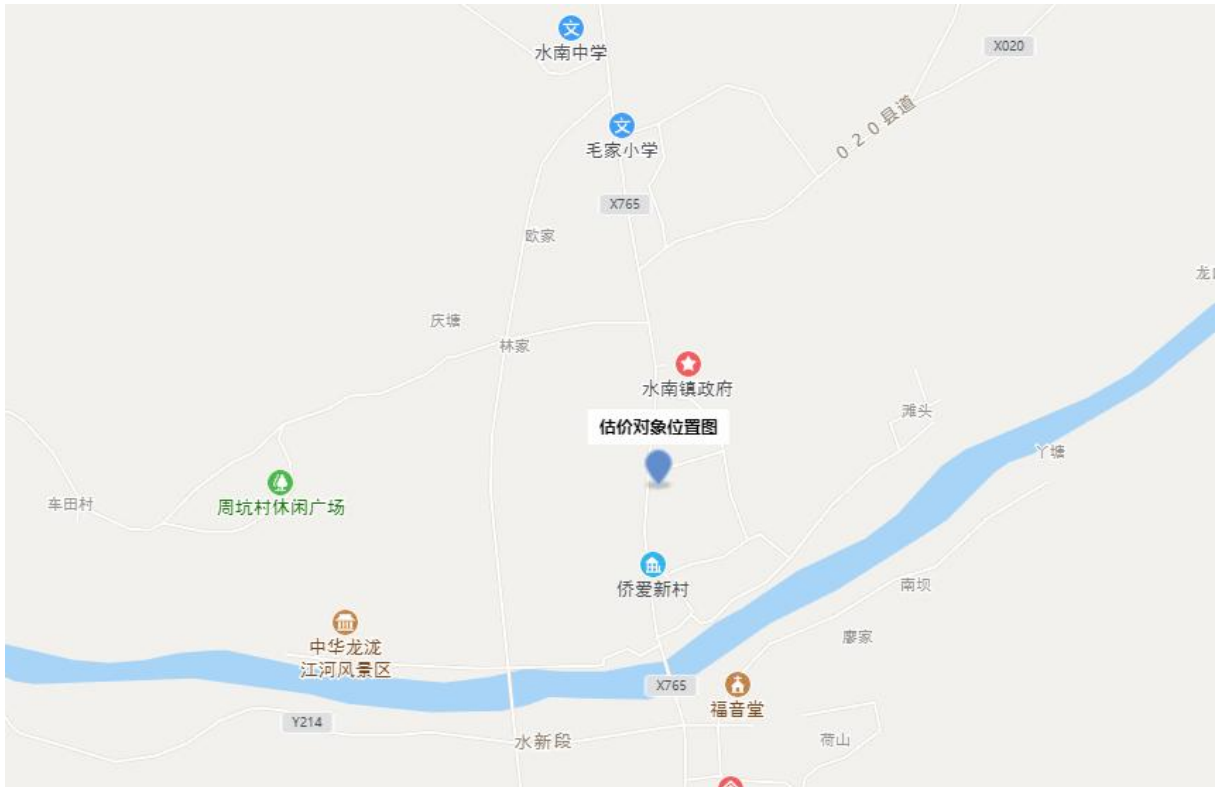 水南中学
X020
020县道
毛家小学
X765
欧家
庆塘
林家
水南镇政府
滩头
估价对象位置图
丫塘
车田村
周坑村休闲广场
侨爱新村
南坝
中华龙泷
江河风景区
廖家
X765
福音堂
Y214
水新段
荷山